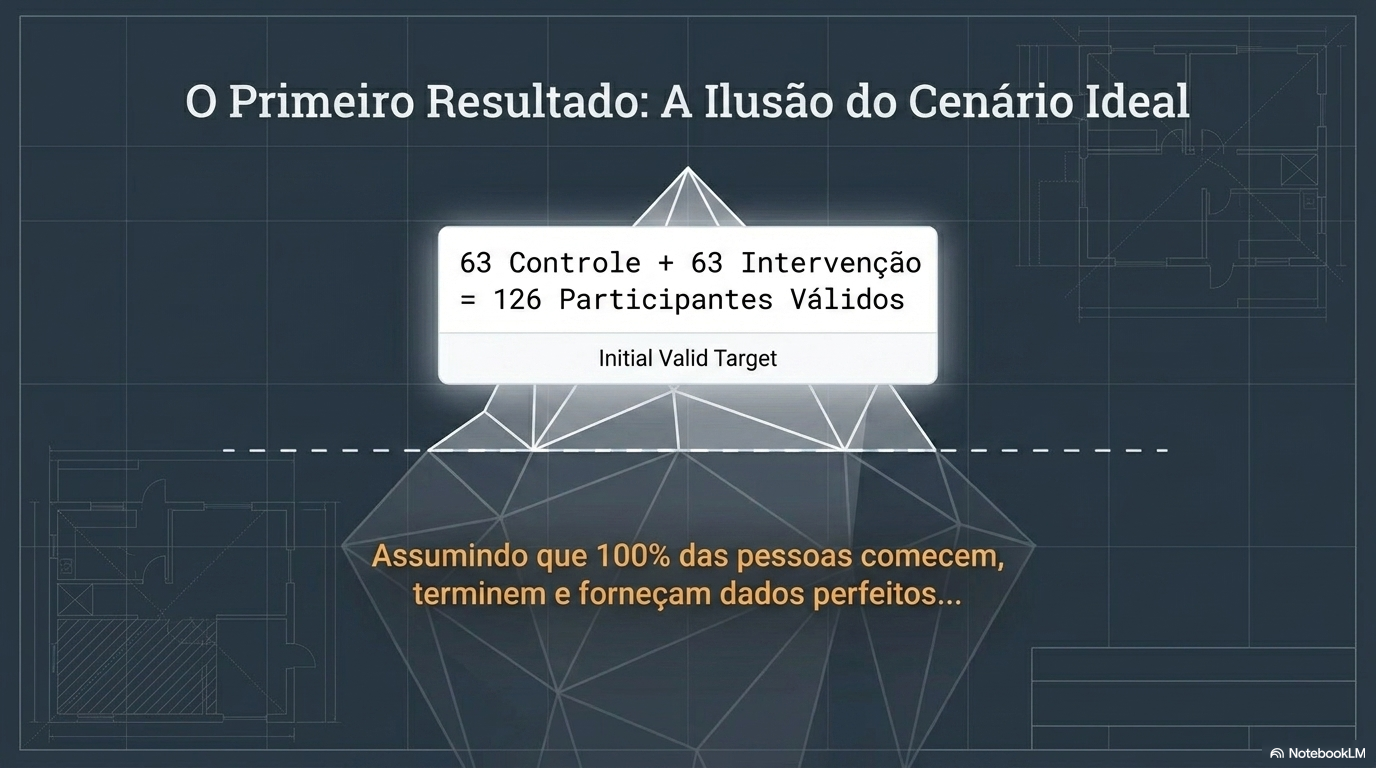 O Primeiro Resultado: A Ilusão do Cenário Ideal
63 Controle + 63 Intervenção
= 126 Participantes Válidos
Initial Valid Target
Assumindo que 100% das pessoas comecem,
terminem e forneçam dados perfeitos...
NotebookLM